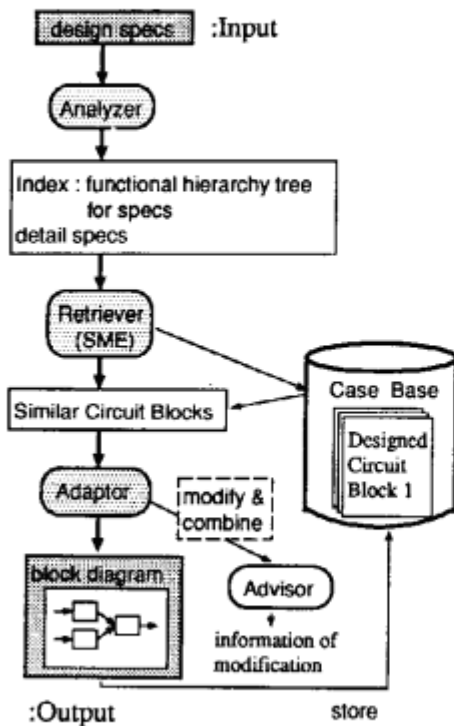 design specs :Input
Analyzer
Index : functional hierarchy tree
for specs
detail specs
Retriever
(SME)
Case Base
Similar Circuit Blocks
Designed
Circuit
Block 1
Adaptor
modify &
combine
block diagram
Advisor
information of
modification
:Output
store